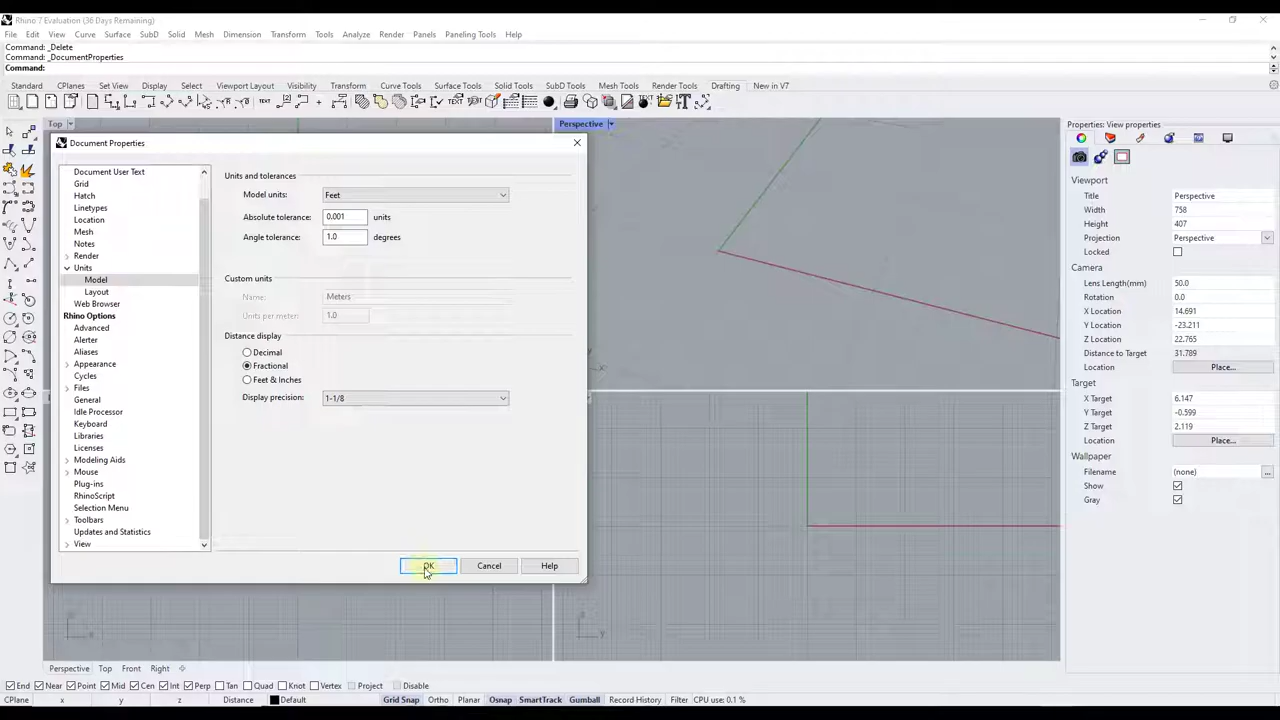 Rhino 7 Evaluation (36 Days Remaining)
File Edit View Curve Surface SubD Solid Mesh Dimension Transform Tools Analyze Render Panels Paneling Tools Help
Command: _Delete
Command: _DocumentProperties
Command:
Standard CPlanes Set View Display Select Viewport Layout Visibility Transform Curve Tools Surface Tools Solid Tools SubD Tools Mesh Tools Render Tools Drafting New in V7
Top
Perspective
Properties: View properties
Document Properties
Document User Text
Grid
Hatch
Linetypes
Location
Mesh
Notes
Render
Units
Model
Layout
Web Browser
Rhino Options
Advanced
Alerter
Aliases
Appearance
Cycles
Files
General
Idle Processor
Keyboard
Libraries
Licenses
Modeling Aids
Mouse
Plug-ins
RhinoScript
Selection Menu
Toolbars
Updates and Statistics
View
Units and tolerances
Model units: Feet
Absolute tolerance: 0.001 units
Angle tolerance: 1.0 degrees
Custom units
Name: Meters
Units per meter: 1.0
Distance display
Decimal
Fractional
Feet & Inches
Display precision: 1-1/8
OK Cancel Help
Viewport
Title Perspective
Width 758
Height 407
Projection Perspective
Locked
Camera
Lens Length(mm) 50.0
Rotation 0.0
X Location 14.691
Y Location -23.211
Z Location 22.765
Distance to Target 31.789
Location Place...
Target
X Target 6.147
Y Target -0.599
Z Target 2.119
Location Place...
Wallpaper
Filename (none) ...
Show
Gray
Perspective Top Front Right
End Near Point Mid Cen Int Perp Tan Quad Knot Vertex Project Disable
CPlane x y z Distance Default Grid Snap Ortho Planar Osnap SmartTrack Gumball Record History Filter CPU use: 0.1 %